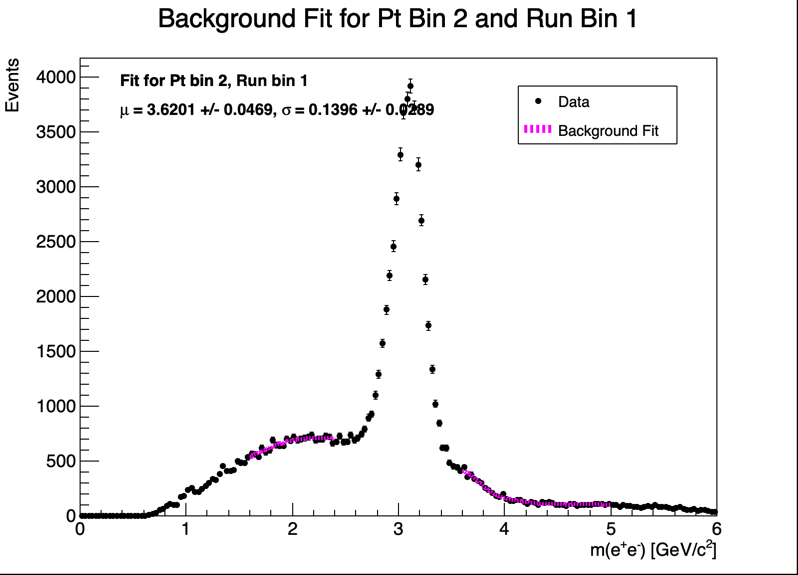 Background Fit for Pt Bin 2 and Run Bin 1
Events
4000
3500
3000
2500
2000
1500
1000
500
0
Fit for Pt bin 2, Run bin 1
μ = 3.6201 +/- 0.0469, σ = 0.1396 +/- 0.0289
Data
Background Fit
0 1 2 3 4 5 6
m(e⁺e⁻) [GeV/c²]